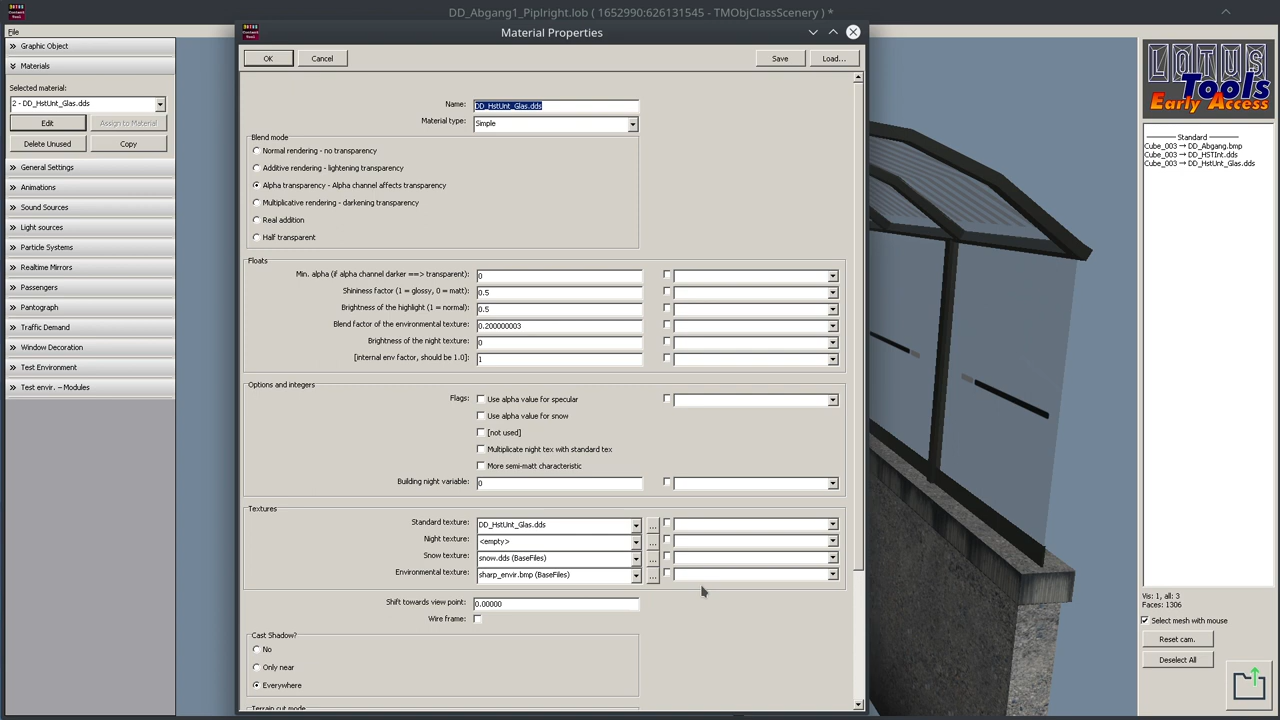 DD_Abgang1_Piplright.lob ( 1652990:626131545 - TMObjClassScenery ) *
Material Properties
File
Graphic Object
Materials
Selected material:
2 - DD_HstUnt_Glas.dds
Edit
Assign to Material
Delete Unused
Copy
General Settings
Animations
Sound Sources
Light sources
Particle Systems
Realtime Mirrors
Passengers
Pantograph
Traffic Demand
Window Decoration
Test Environment
Test envir. – Modules
OK
Cancel
Save
Load...
Name:
DD_HstUnt_Glas.dds
Material type:
Simple
Blend mode
Normal rendering - no transparency
Additive rendering - lightening transparency
Alpha transparency - Alpha channel affects transparency
Multiplicative rendering - darkening transparency
Real addition
Half transparent
Floats
Min. alpha (if alpha channel darker ==> transparent):
0
Shininess factor (1 = glossy, 0 = matt):
0.5
Brightness of the highlight (1 = normal):
0.5
Blend factor of the environmental texture:
0.200000003
Brightness of the night texture:
0
[internal env factor, should be 1.0]:
1
Options and integers
Flags:
Use alpha value for specular
Use alpha value for snow
[not used]
Multiplicate night tex with standard tex
More semi-matt characteristic
Building night variable:
0
Textures
Standard texture:
DD_HstUnt_Glas.dds
...
Night texture:
<empty>
...
Snow texture:
snow.dds (BaseFiles)
...
Environmental texture:
sharp_envir.bmp (BaseFiles)
...
Shift towards view point:
0.00000
Wire frame:
Cast Shadow?
No
Only near
Everywhere
Terrain cut mode
LOTUS
Tools
Early Access
Standard
Cube_003 → DD_Abgang.bmp
Cube_003 → DD_HSTInt.dds
Cube_003 → DD_HstUnt_Glas.dds
Vis: 1, all: 3
Faces: 1306
Select mesh with mouse
Reset cam.
Deselect All